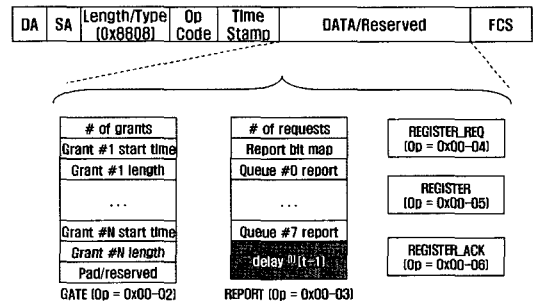 DA SA Length/Type (0x8808) Op Code Time Stamp DATA/Reserved FCS
# of grants
Grant #1 start time
Grant #1 length
...
Grant #N start time
Grant #N length
Pad/reserved
GATE (Op = 0x00-02)
# of requests
Report bit map
Queue #0 report
...
Queue #7 report
delay [i](t-1)
REPORT (Op = 0x00-03)
REGISTER_REQ
(Op = 0x00-04)
REGISTER
(Op = 0x00-05)
REGISTER_ACK
(Op = 0x00-06)